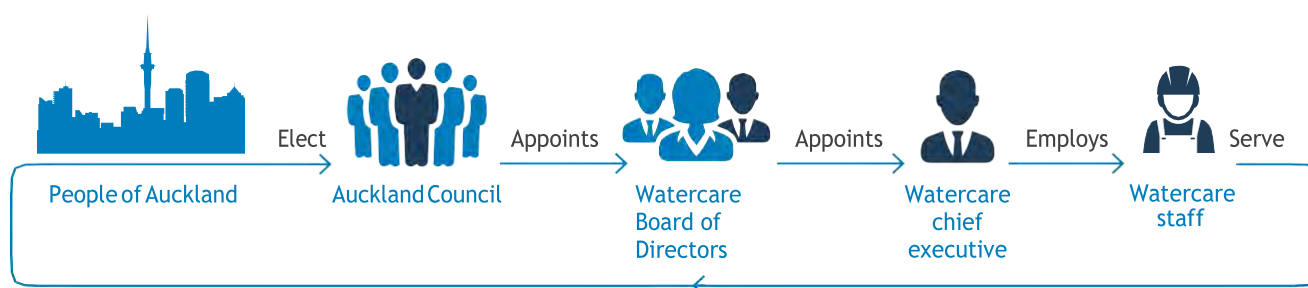 Elect
Appoints
Appoints
Employs
Serve
People of Auckland
Auckland Council
Watercare
Board of
Directors
Watercare
chief
executive
Watercare
staff